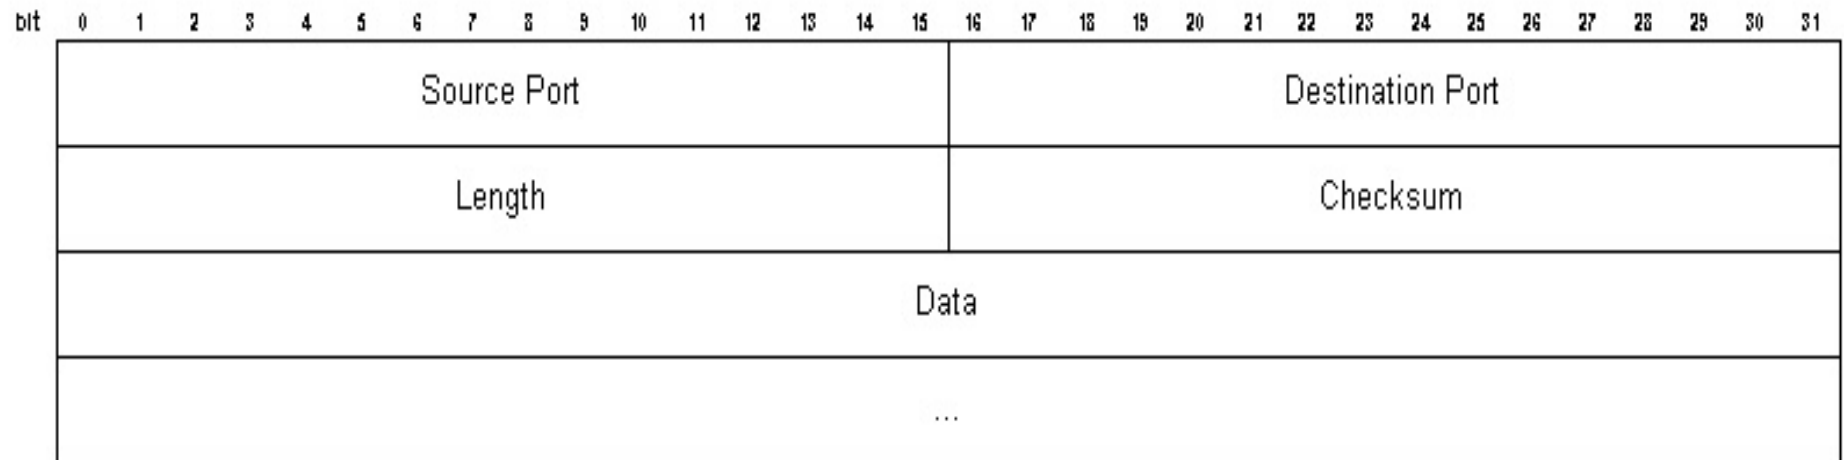 bit 0 1 2 3 4 5 6 7 8 9 10 11 12 13 14 15 16 17 18 19 20 21 22 23 24 25 26 27 28 29 30 31
Source Port Destination Port
Length Checksum
Data
...